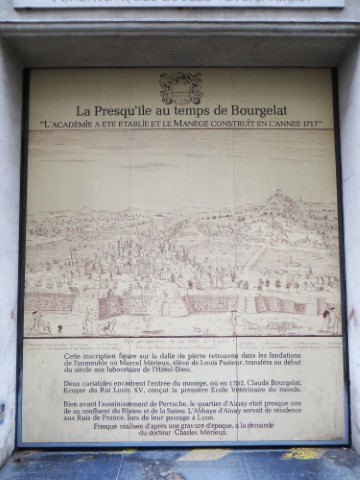 La Presqu'île au temps de Bourgelat
"L'ACADÉMIE A ÉTÉ ÉTABLIE ET LE MANÈGE CONSTRUIT EN L'ANNÉE 1717"
Cette inscription figure sur la dalle de pierre retrouvée dans les fondations
de l'immeuble où Marcel Mérieux, élève de Louis Pasteur, transféra au début
du siècle son laboratoire de l'Hôtel-Dieu.
Deux cariatides encadrent l'entrée du manège, où en 1762, Claude Bourgelat,
Ecuyer du Roi Louis XV, conçut la première Ecole Vétérinaire du monde.
Bien avant l'assainissement de Perrache, le quartier d'Ainay était presque une
île au confluent du Rhône et de la Saône. L'Abbaye d'Ainay servait de résidence
aux Rois de France, lors de leur passage à Lyon.
Fresque réalisée d'après une gravure d'époque, à la demande
du docteur Charles Mérieux.